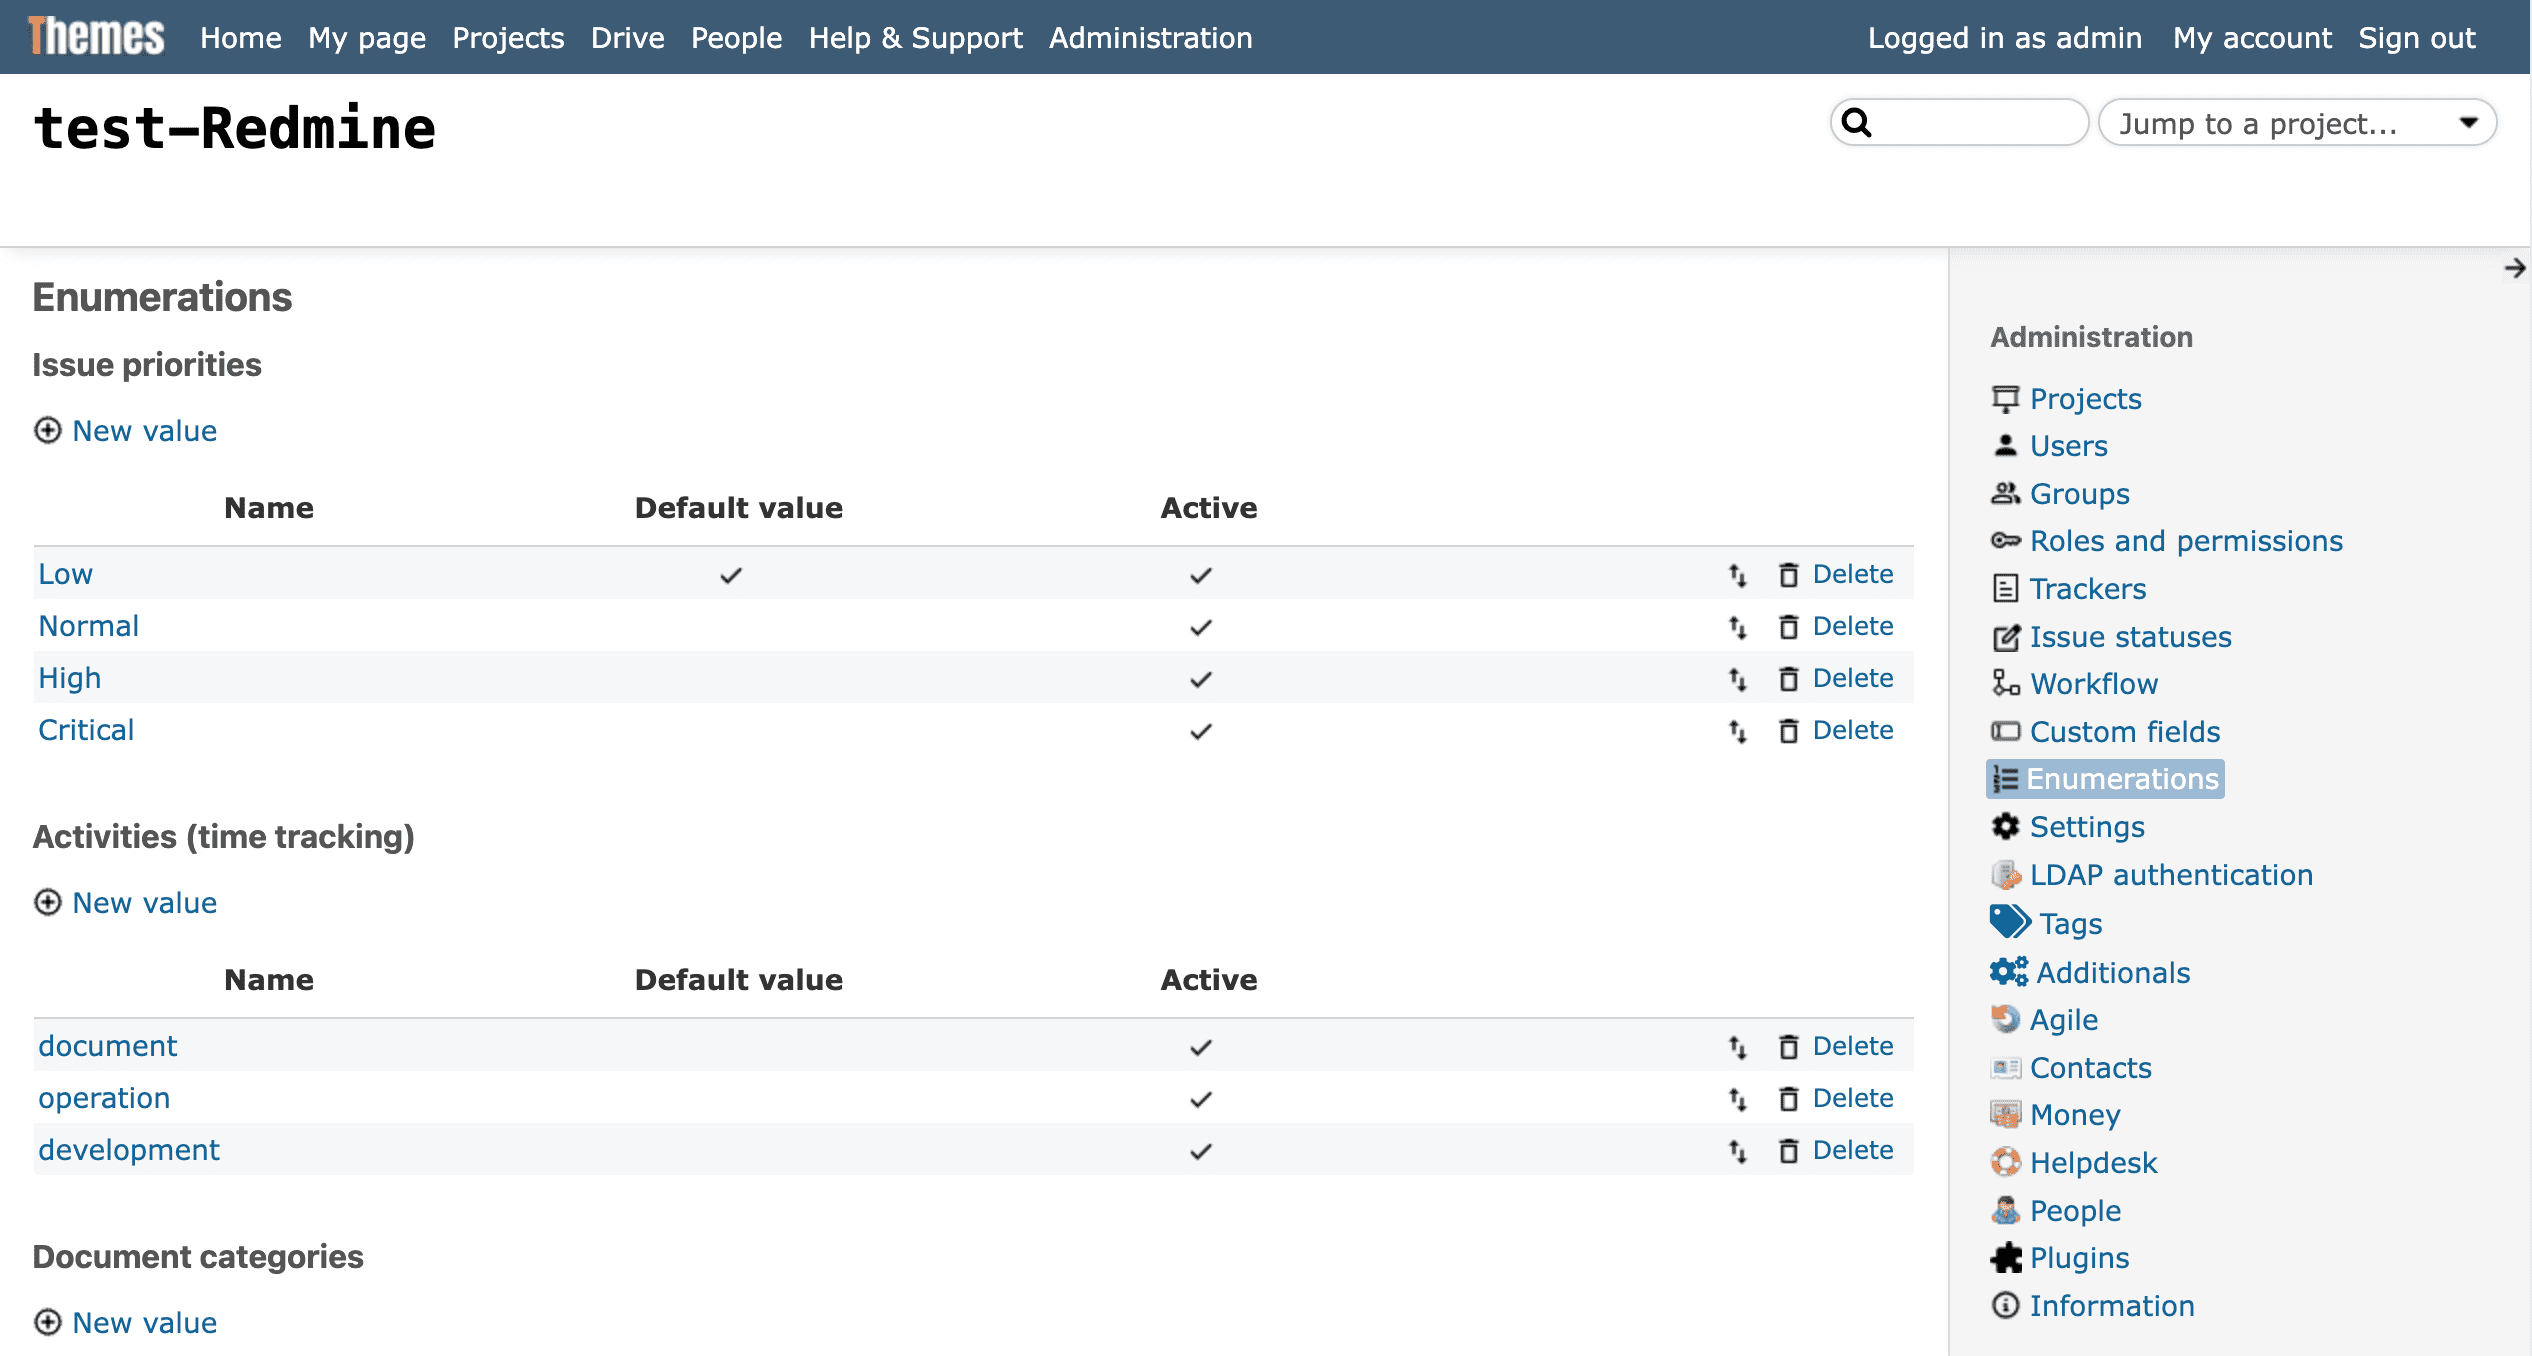 Themes Home My page Projects Drive People Help & Support Administration Logged in as admin My account Sign out
test-Redmine
Jump to a project...
Enumerations
Issue priorities
New value
Name Default value Active
Low Delete
Normal Delete
High Delete
Critical Delete
Activities (time tracking)
New value
Name Default value Active
document Delete
operation Delete
development Delete
Document categories
New value
Administration
Projects
Users
Groups
Roles and permissions
Trackers
Issue statuses
Workflow
Custom fields
Enumerations
Settings
LDAP authentication
Tags
Additionals
Agile
Contacts
Money
Helpdesk
People
Plugins
Information